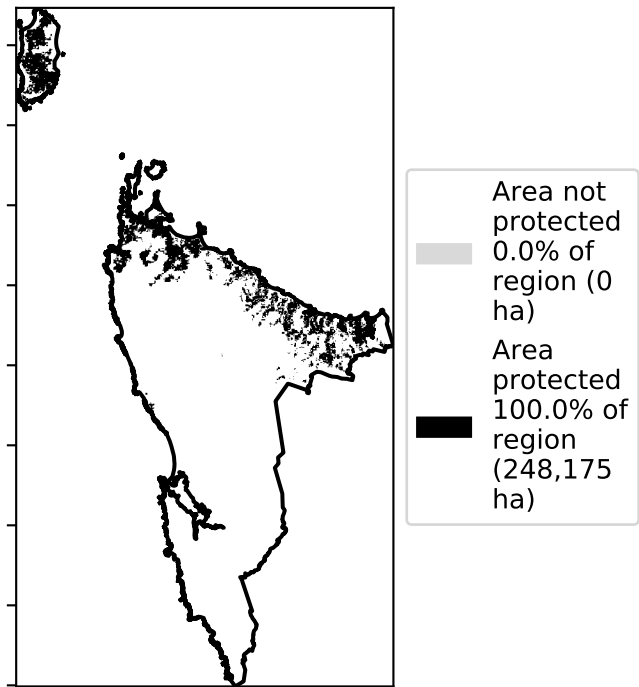 Area not
protected
0.0% of
region (0
ha)
Area
protected
100.0% of
region
(248,175
ha)